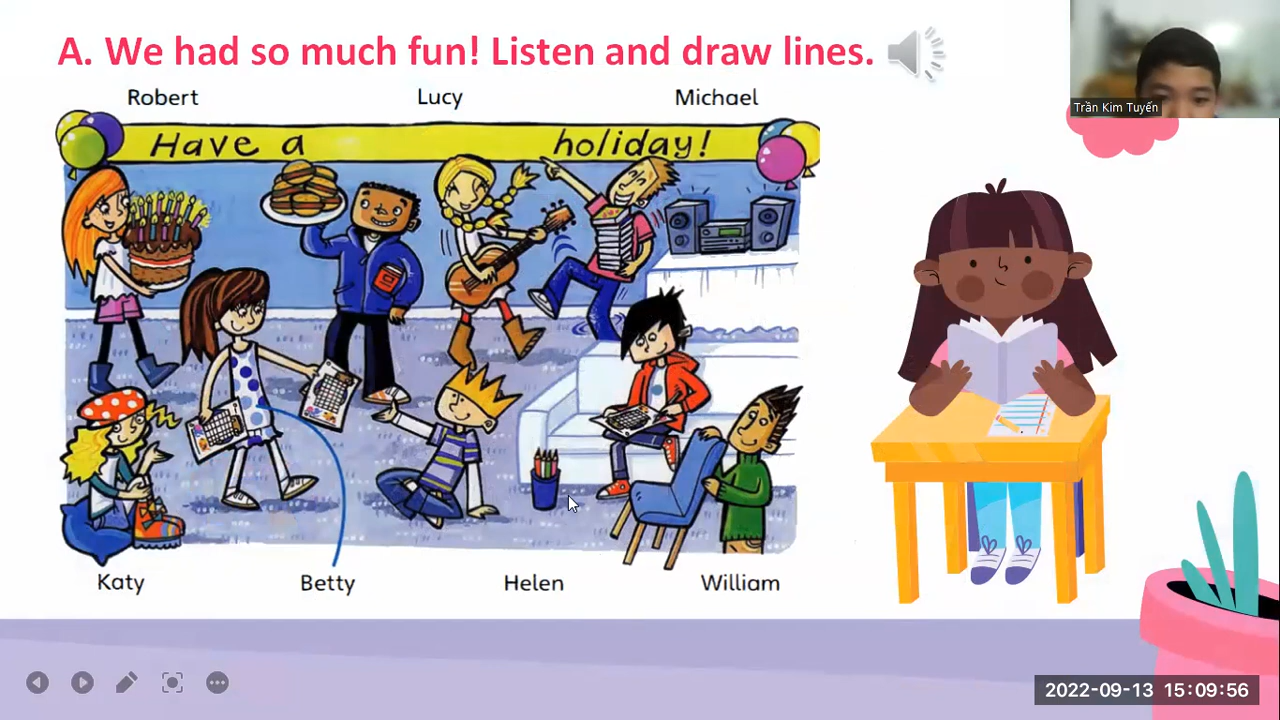 A. We had so much fun! Listen and draw lines.
Trần Kim Tuyến
Robert Lucy Michael
Have a holiday!
Katy Betty Helen William
2022-09-13 15:09:56